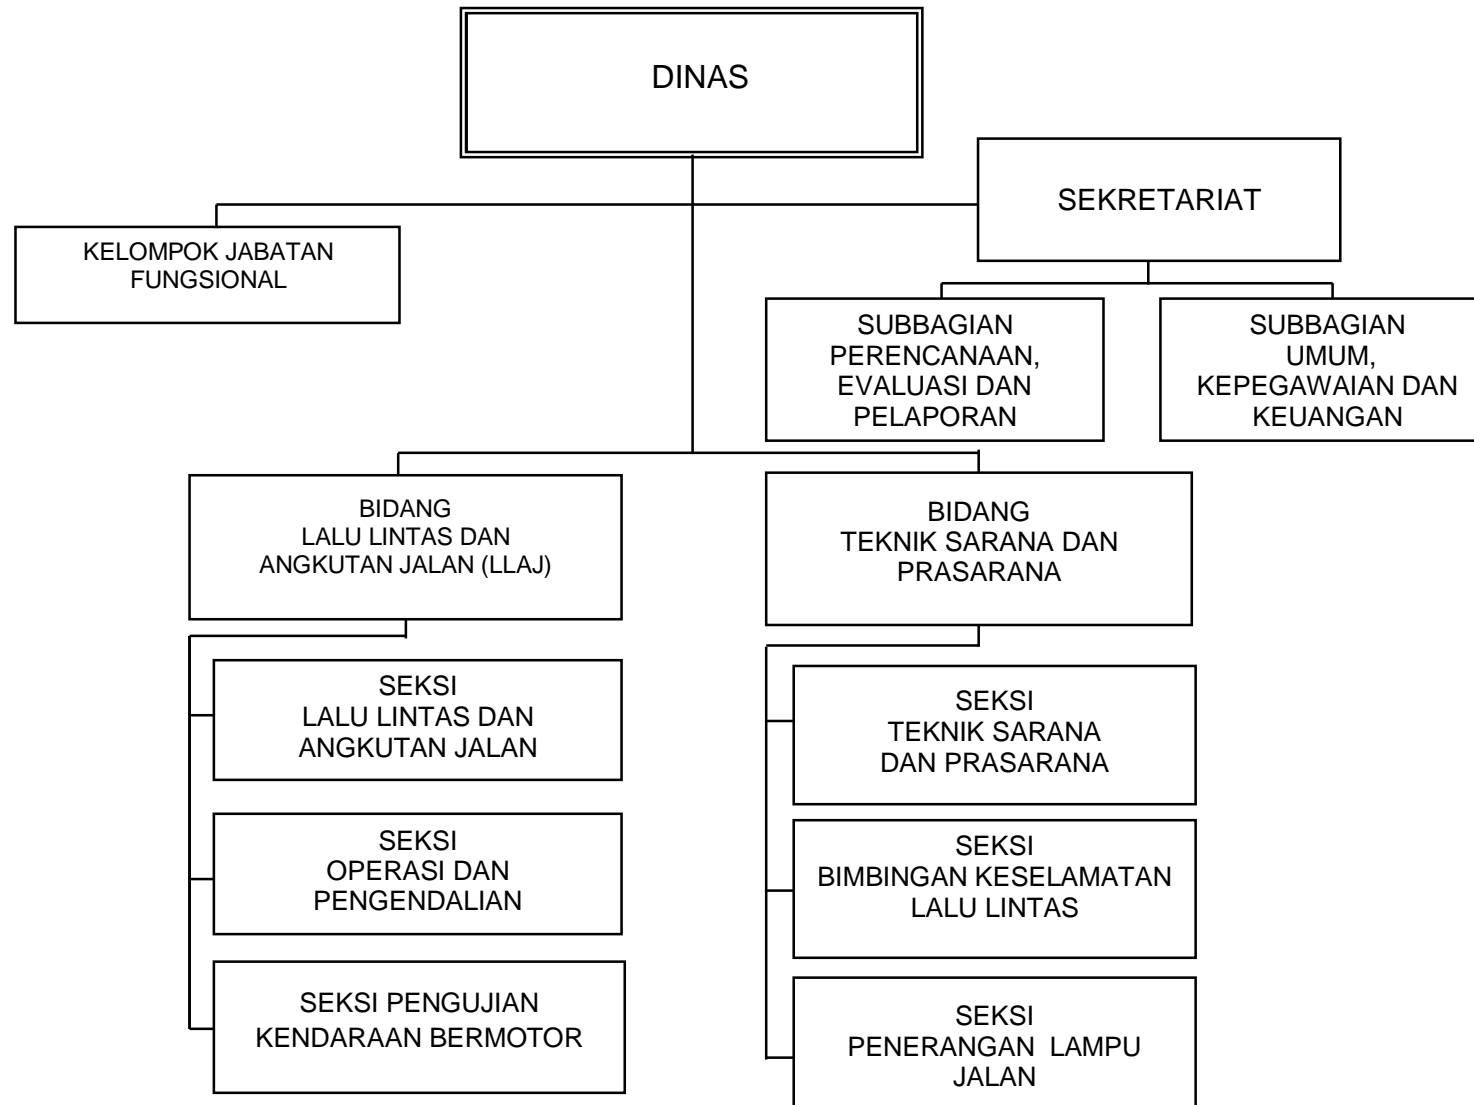 DINAS
SEKRETARIAT
KELOMPOK JABATAN
FUNGSIONAL
SUBBAGIAN
PERENCANAAN,
EVALUASI DAN
PELAPORAN
SUBBAGIAN
UMUM,
KEPEGAWAIAN DAN
KEUANGAN
BIDANG
LALU LINTAS DAN
ANGKUTAN JALAN (LLAJ)
BIDANG
TEKNIK SARANA DAN
PRASARANA
SEKSI
LALU LINTAS DAN
ANGKUTAN JALAN
SEKSI
OPERASI DAN
PENGENDALIAN
SEKSI PENGUJIAN
KENDARAAN BERMOTOR
SEKSI
TEKNIK SARANA
DAN PRASARANA
SEKSI
BIMBINGAN KESELAMATAN
LALU LINTAS
SEKSI
PENERANGAN LAMPU
JALAN